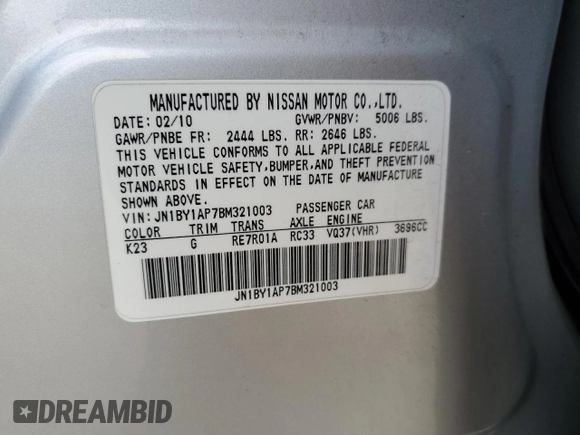 MANUFACTURED BY NISSAN MOTOR CO.,LTD.
DATE: 02/10 GVWR/PNBV: 5006 LBS.
GAWR/PNBE FR: 2444 LBS. RR: 2646 LBS.
THIS VEHICLE CONFORMS TO ALL APPLICABLE FEDERAL
MOTOR VEHICLE SAFETY,BUMPER,AND THEFT PREVENTION
STANDARDS IN EFFECT ON THE DATE OF MANUFACTURE
SHOWN ABOVE.
VIN: JN1BY1AP7BM321003 PASSENGER CAR
COLOR TRIM TRANS AXLE ENGINE
K23 G RE7R01A RC33 VQ37(VHR) 3696CC
JN1BY1AP7BM321003
DREAMBID